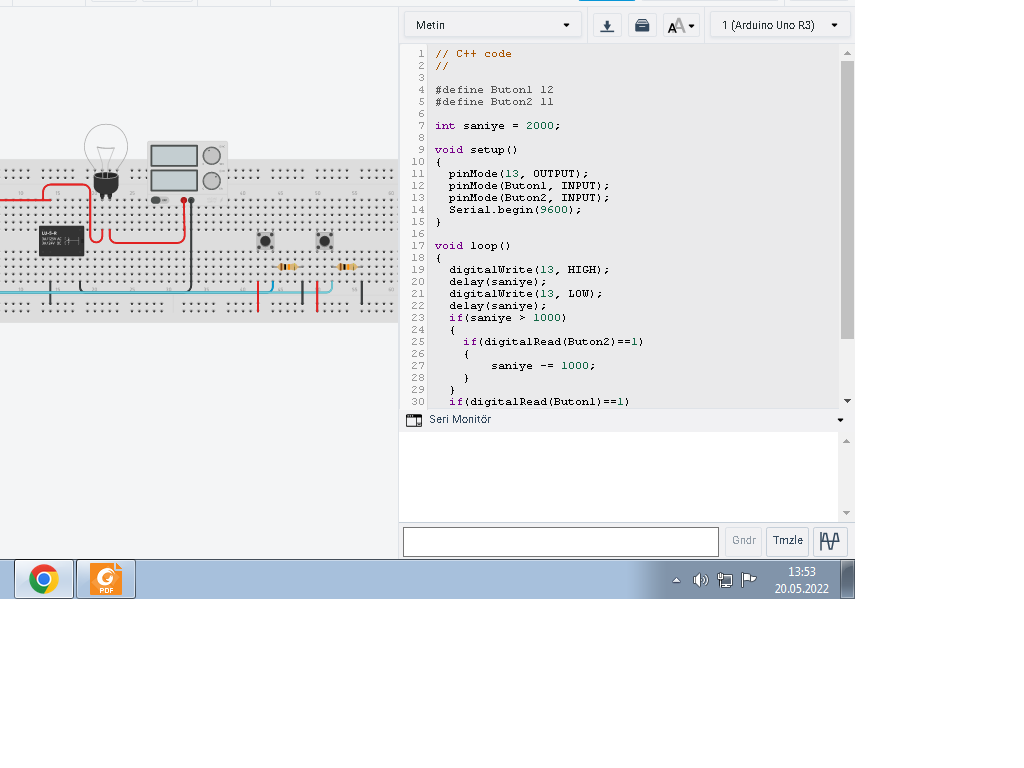 Metin
1 (Arduino Uno R3)
1 // C++ code
2 //
3
4 #define Buton1 12
5 #define Buton2 11
6
7 int saniye = 2000;
8
9 void setup()
10 {
11 pinMode(13, OUTPUT);
12 pinMode(Buton1, INPUT);
13 pinMode(Buton2, INPUT);
14 Serial.begin(9600);
15 }
16
17 void loop()
18 {
19 digitalWrite(13, HIGH);
20 delay(saniye);
21 digitalWrite(13, LOW);
22 delay(saniye);
23 if(saniye > 1000)
24 {
25 if(digitalRead(Buton2)==1)
26 {
27 saniye -= 1000;
28 }
29 }
30 if(digitalRead(Buton1)==1)
Seri Monitör
Gndr
Tmzle
LU-5-R
PDF
13:53
20.05.2022